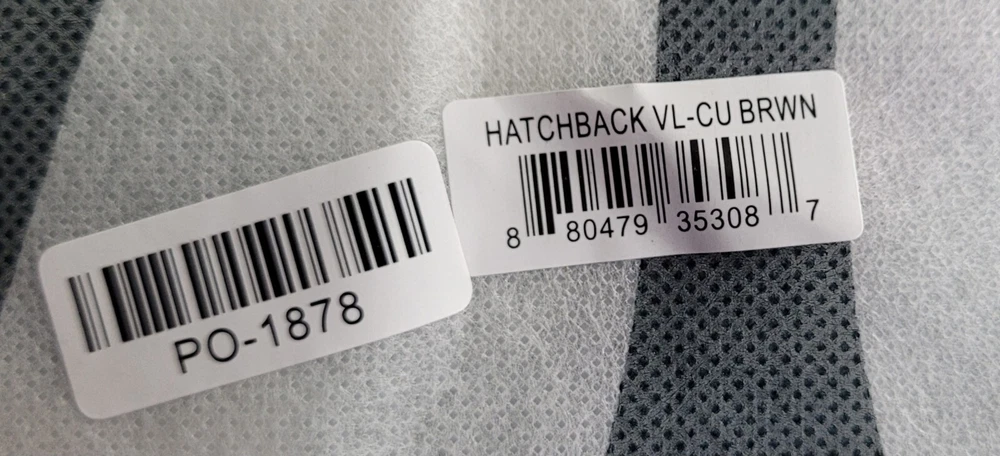 HATCHBACK VL-CU BRWN
8 80479 35308 7
PO-1878